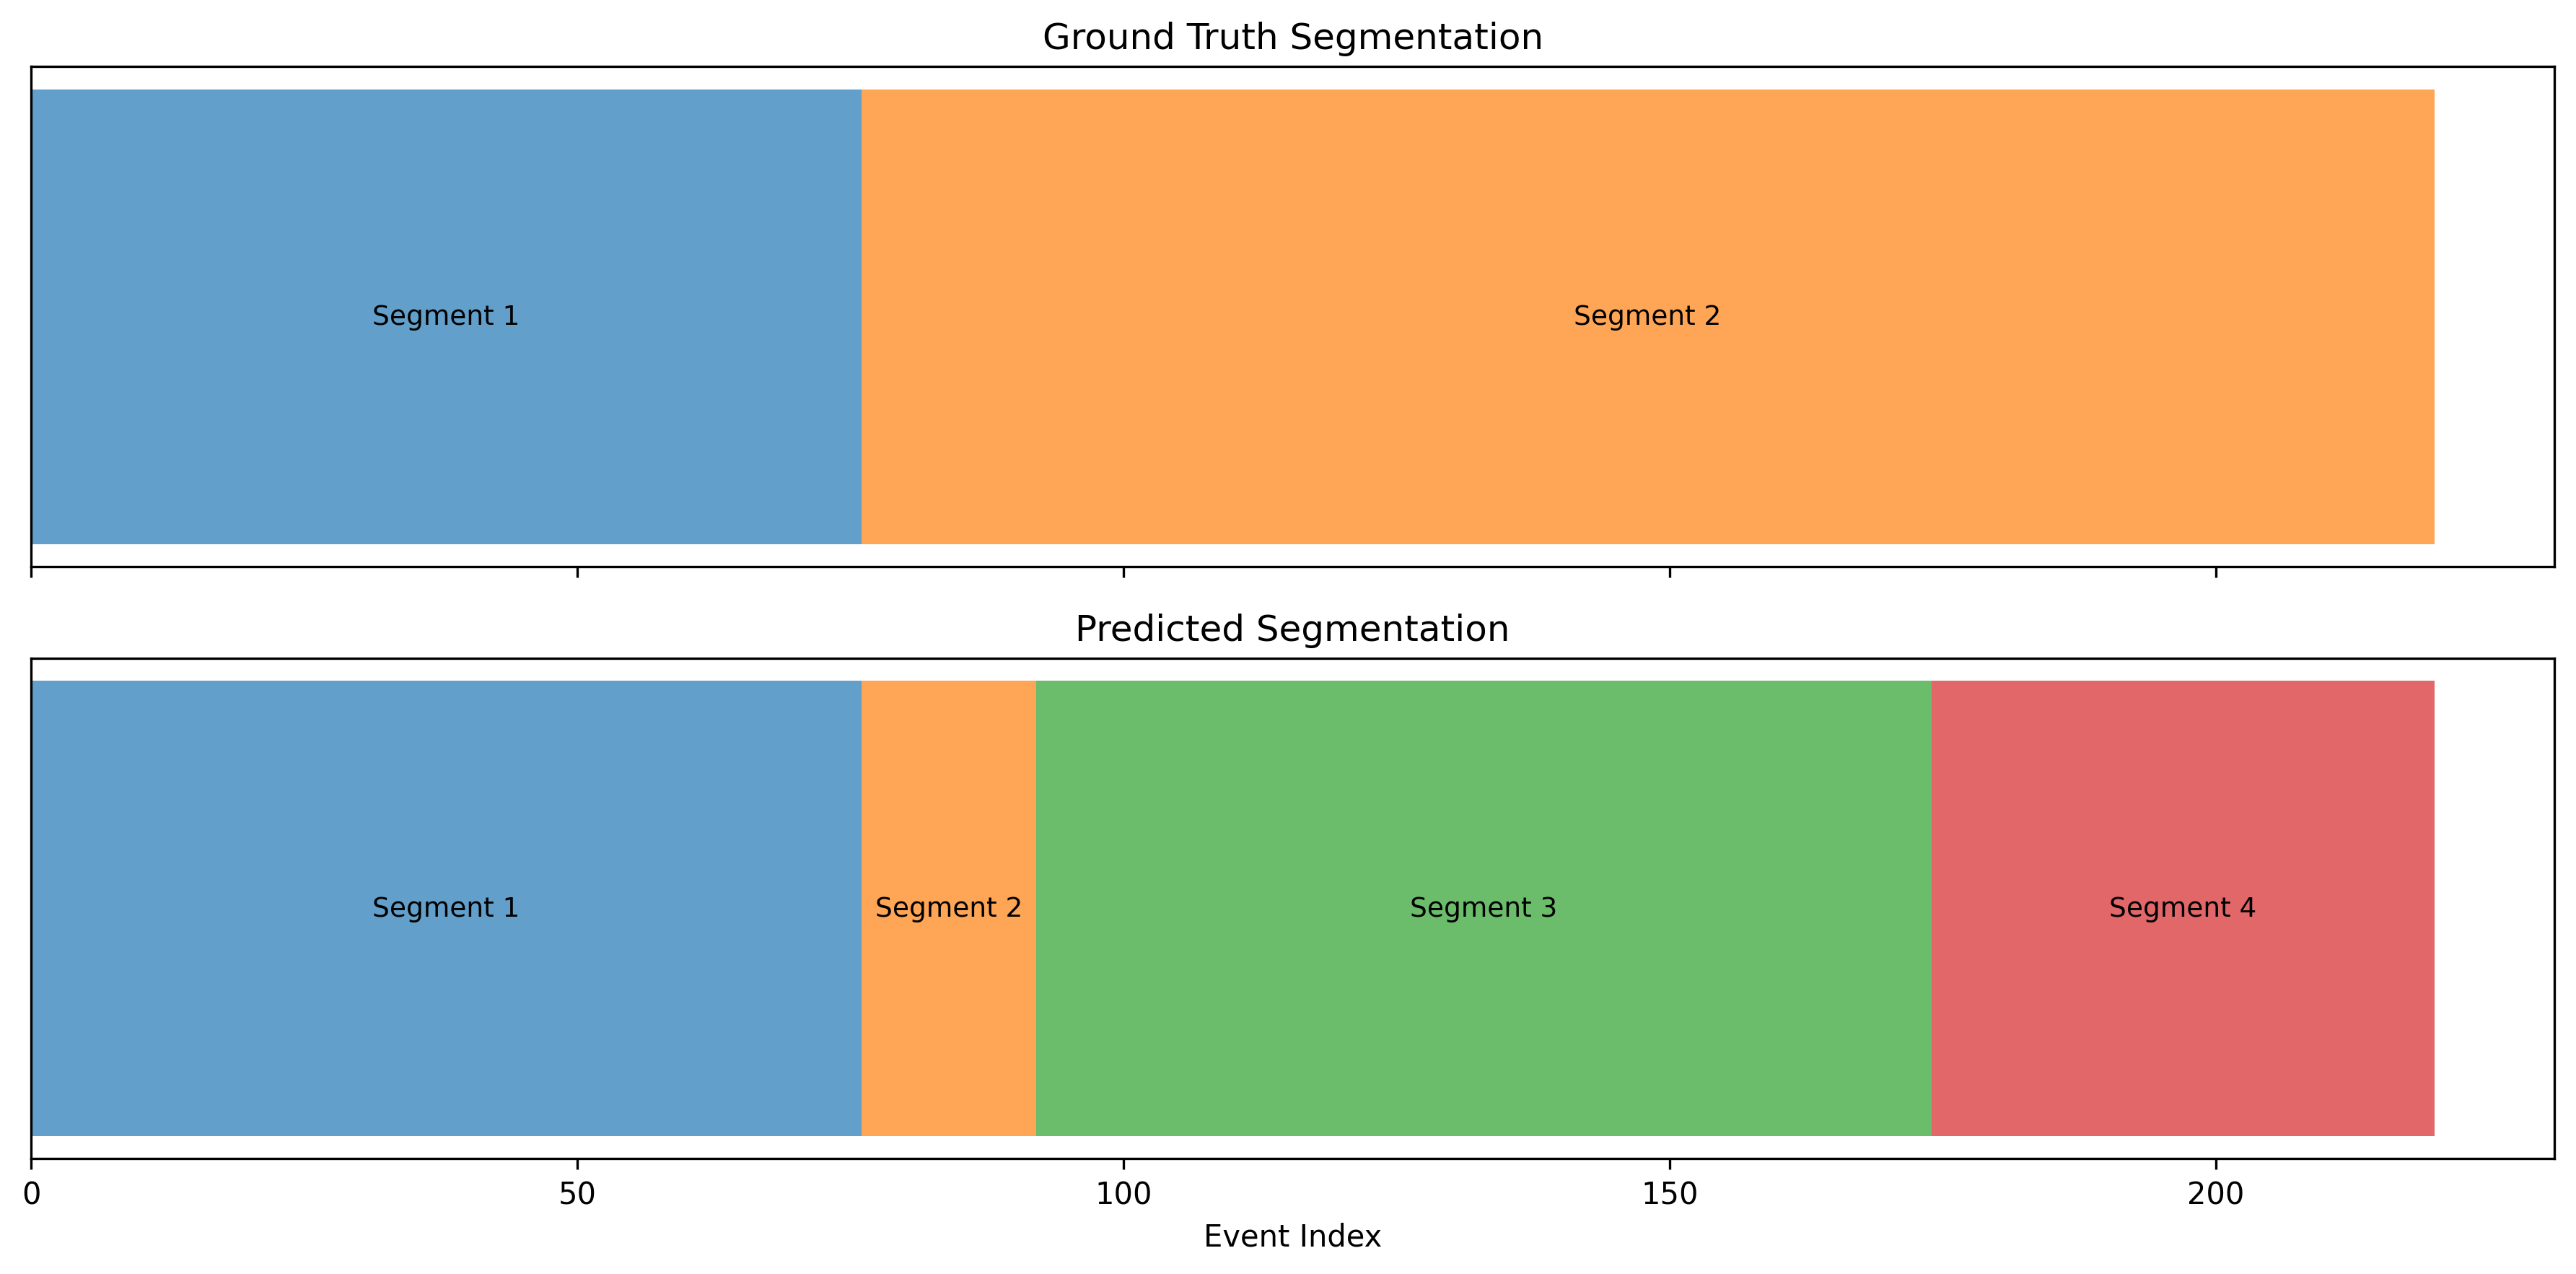 Ground Truth Segmentation
Segment 1
Segment 2
Predicted Segmentation
Segment 1
Segment 2
Segment 3
Segment 4
0
50
100
150
200
Event Index